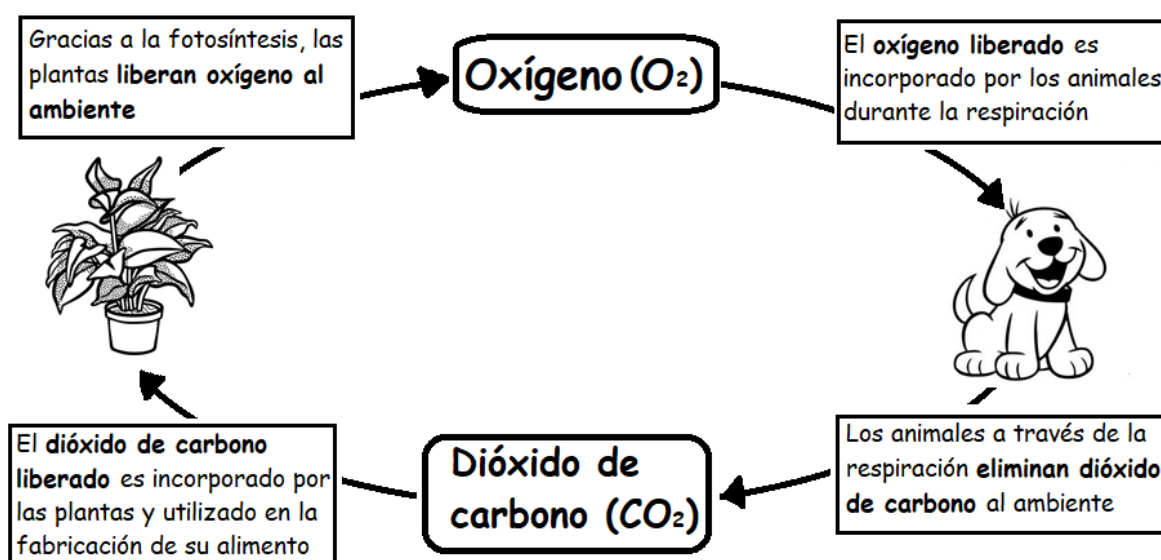 Gracias a la fotosíntesis, las
plantas liberan oxígeno al
ambiente
Oxígeno (O₂)
El oxígeno liberado es
incorporado por los animales
durante la respiración
El dióxido de carbono
liberado es incorporado por
las plantas y utilizado en la
fabricación de su alimento
Dióxido de
carbono (CO₂)
Los animales a través de la
respiración eliminan dióxido
de carbono al ambiente